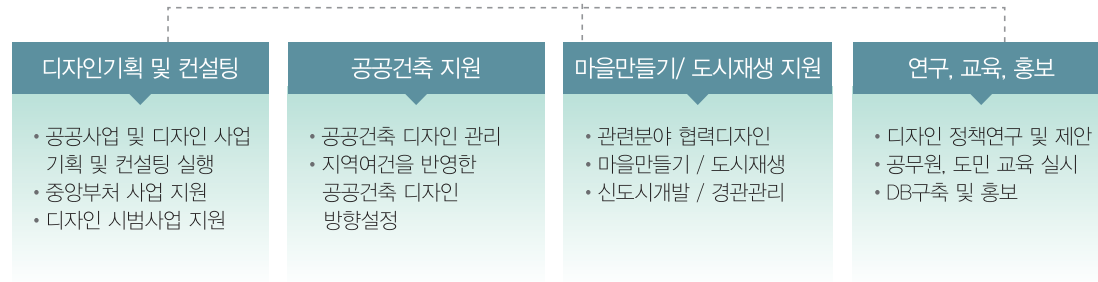 디자인기획 및 컨설팅
• 공공사업 및 디자인 사업
기획 및 컨설팅 실행
• 중앙부처 사업 지원
• 디자인 시범사업 지원
공공건축 지원
• 공공건축 디자인 관리
• 지역여건을 반영한
공공건축 디자인
방향설정
마을만들기/ 도시재생 지원
• 관련분야 협력디자인
• 마을만들기 / 도시재생
• 신도시개발 / 경관관리
연구, 교육, 홍보
• 디자인 정책연구 및 제안
• 공무원, 도민 교육 실시
• DB구축 및 홍보